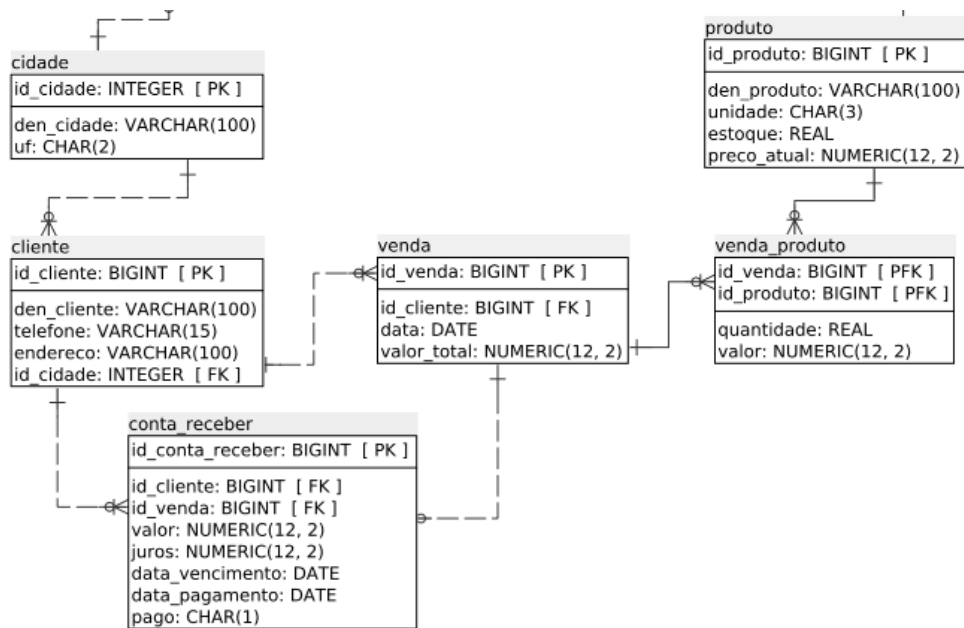 cidade
id_cidade: INTEGER [ PK ]
den_cidade: VARCHAR(100)
uf: CHAR(2)
produto
id_produto: BIGINT [ PK ]
den_produto: VARCHAR(100)
unidade: CHAR(3)
estoque: REAL
preco_atual: NUMERIC(12, 2)
cliente
id_cliente: BIGINT [ PK ]
den_cliente: VARCHAR(100)
telefone: VARCHAR(15)
endereco: VARCHAR(100)
id_cidade: INTEGER [ FK ]
venda
id_venda: BIGINT [ PK ]
id_cliente: BIGINT [ FK ]
data: DATE
valor_total: NUMERIC(12, 2)
venda_produto
id_venda: BIGINT [ PFK ]
id_produto: BIGINT [ PFK ]
quantidade: REAL
valor: NUMERIC(12, 2)
conta_receber
id_conta_receber: BIGINT [ PK ]
id_cliente: BIGINT [ FK ]
id_venda: BIGINT [ FK ]
valor: NUMERIC(12, 2)
juros: NUMERIC(12, 2)
data_vencimento: DATE
data_pagamento: DATE
pago: CHAR(1)